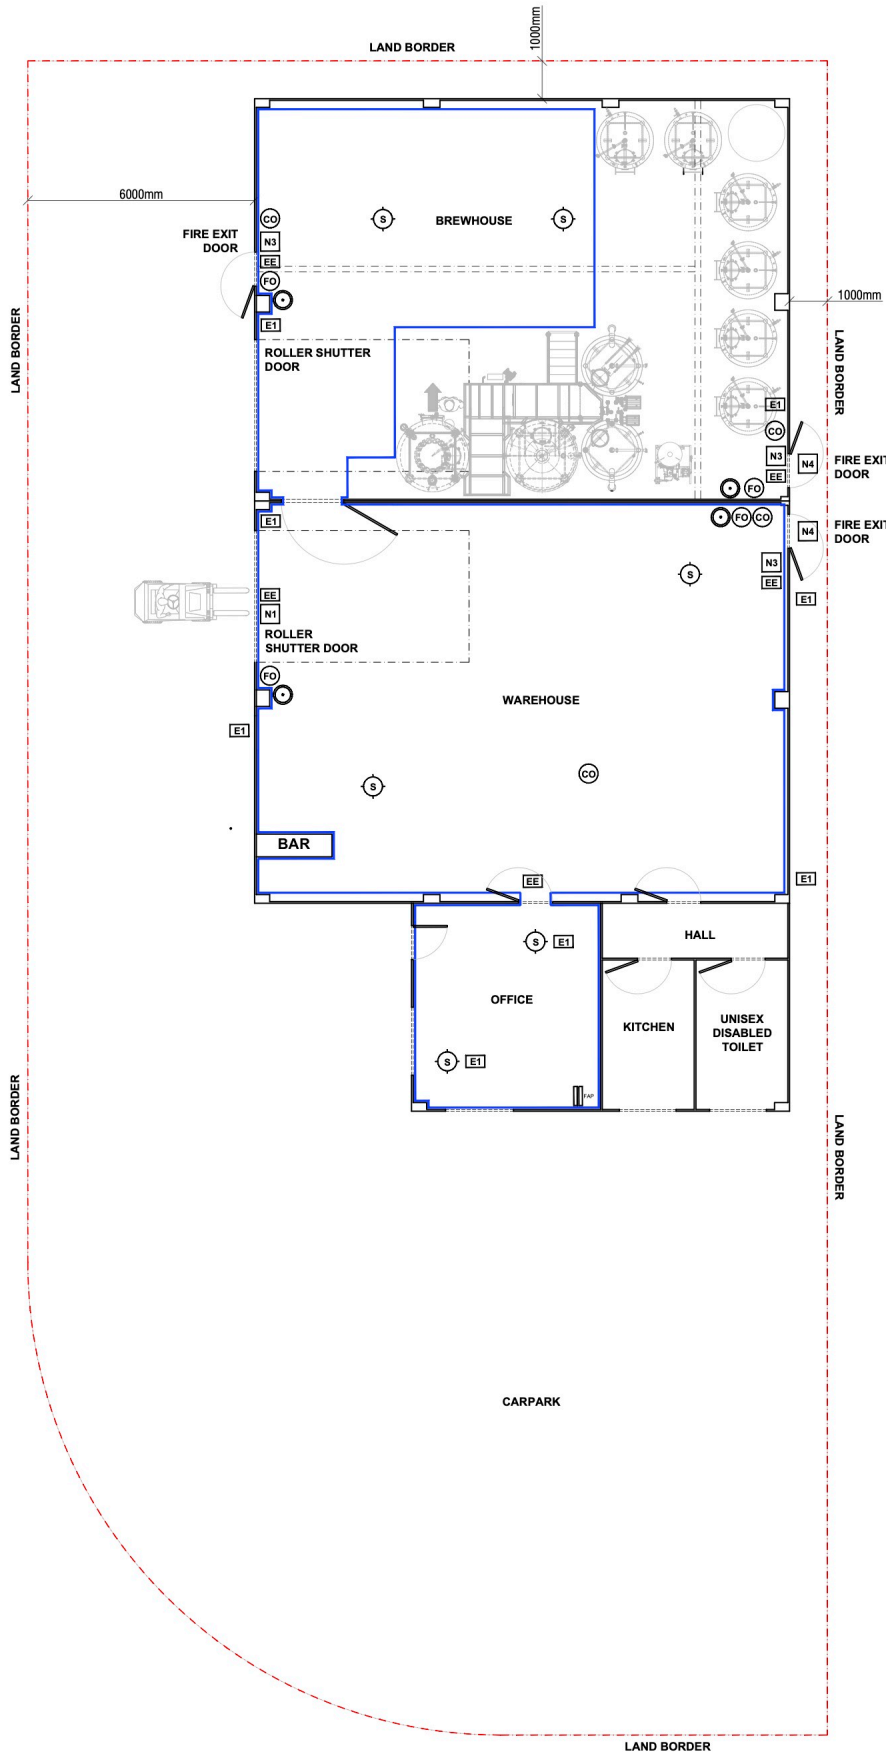 LAND BORDER
1000mm
6000mm
FIRE EXIT
DOOR
CO
N3
EE
FO
E1
S
BREWHOUSE
S
1000mm
LAND BORDER
LAND BORDER
ROLLER SHUTTER
DOOR
E1
CO
N3
EE
FO
N4
FIRE EXIT
DOOR
E1
FO
CO
N4
FIRE EXIT
DOOR
S
N3
EE
EE
N1
E1
ROLLER
SHUTTER DOOR
FO
WAREHOUSE
E1
CO
S
BAR
EE
E1
S
E1
HALL
OFFICE
KITCHEN
UNISEX
DISABLED
TOILET
S
E1
FAP
LAND BORDER
LAND BORDER
CARPARK
LAND BORDER